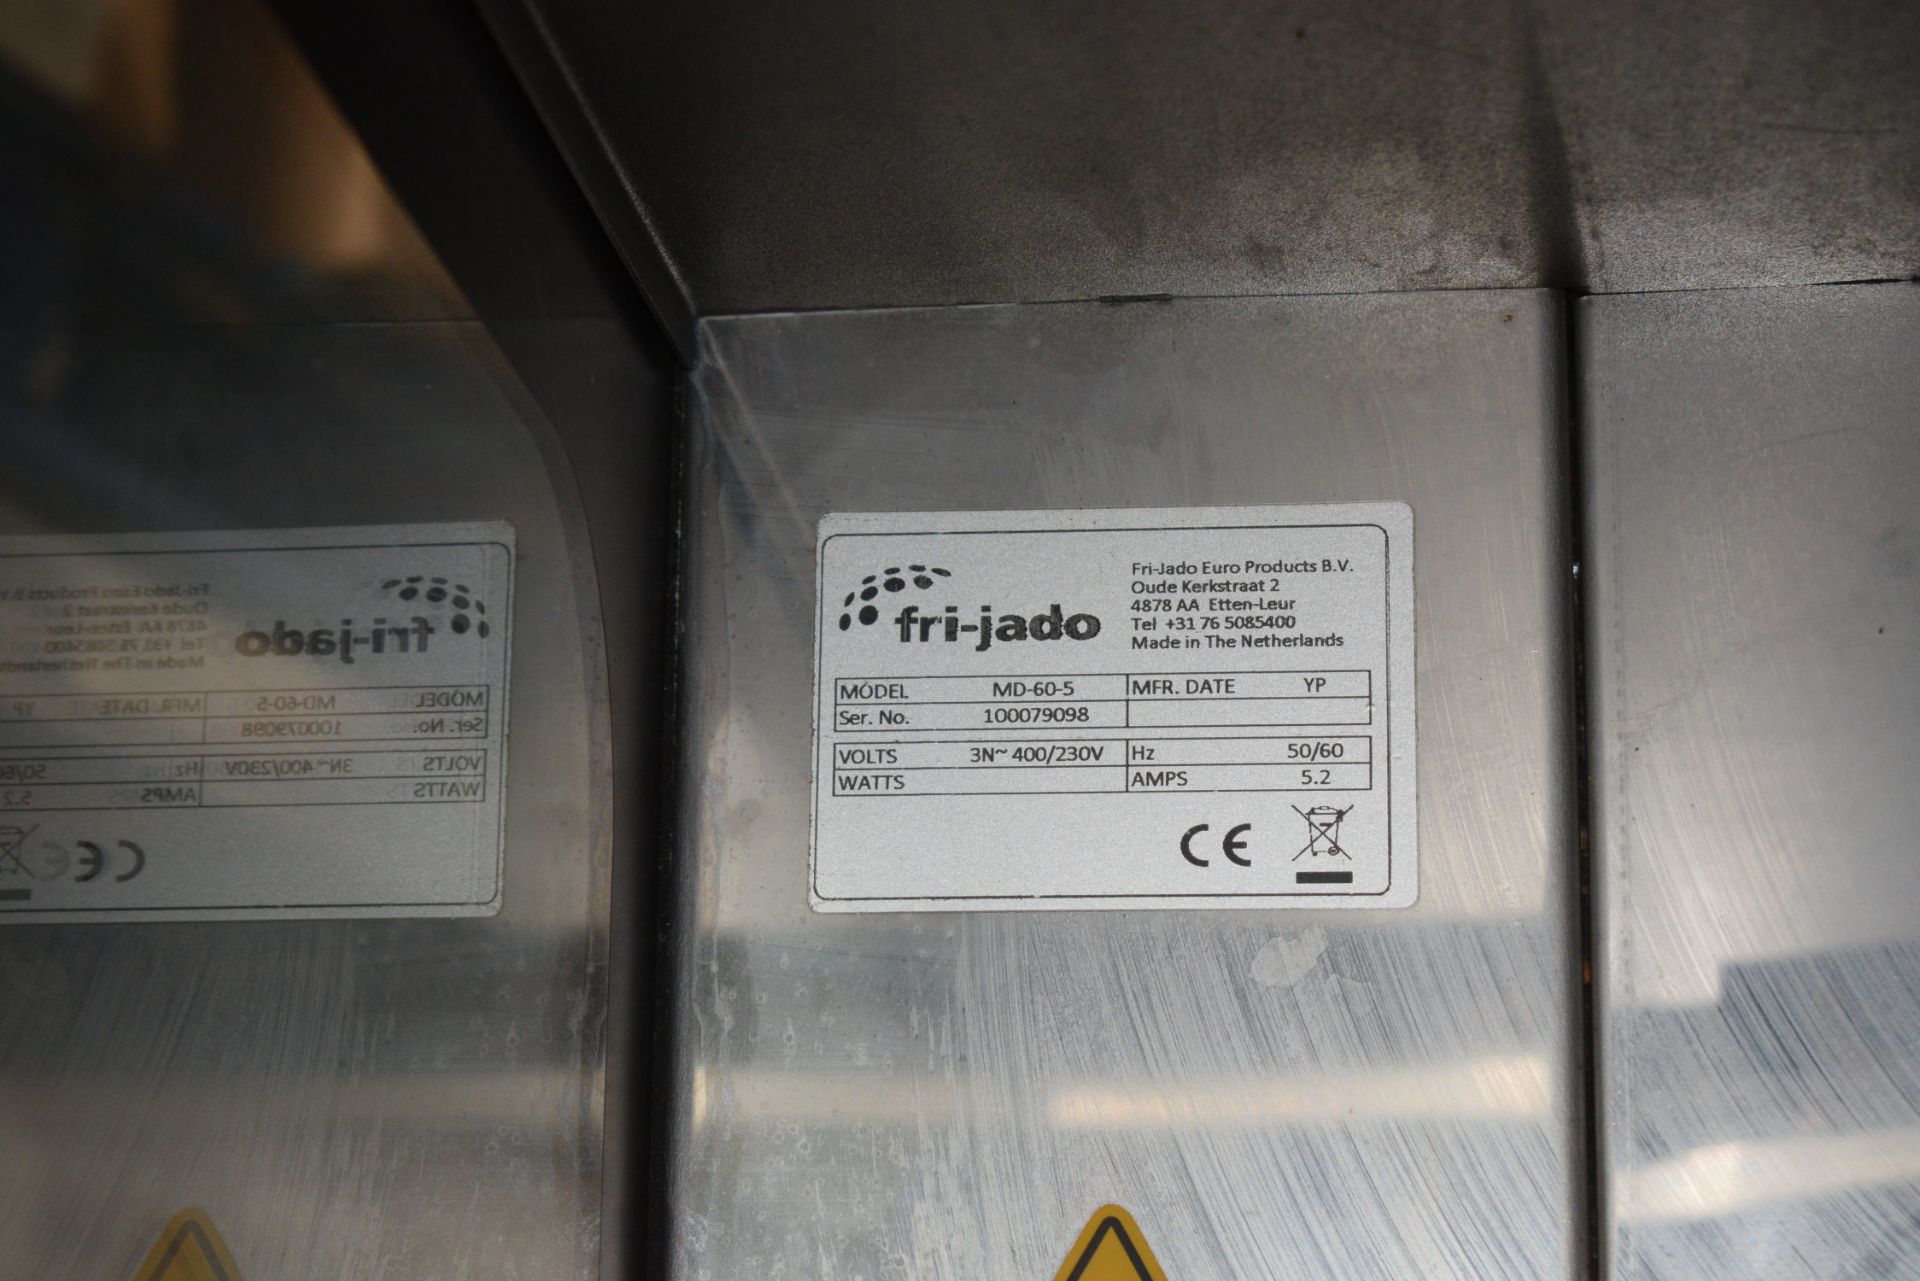 fri-jado
Fri-Jado Euro Products B.V.
Oude Kerkstraat 2
4878 AA Etten-Leur
Tel +31 76 5085400
Made in The Netherlands
MODEL MD-60-5 MFR. DATE YP
Ser. No. 100079098
VOLTS 3N~ 400/230V Hz 50/60
WATTS AMPS 5.2
CE